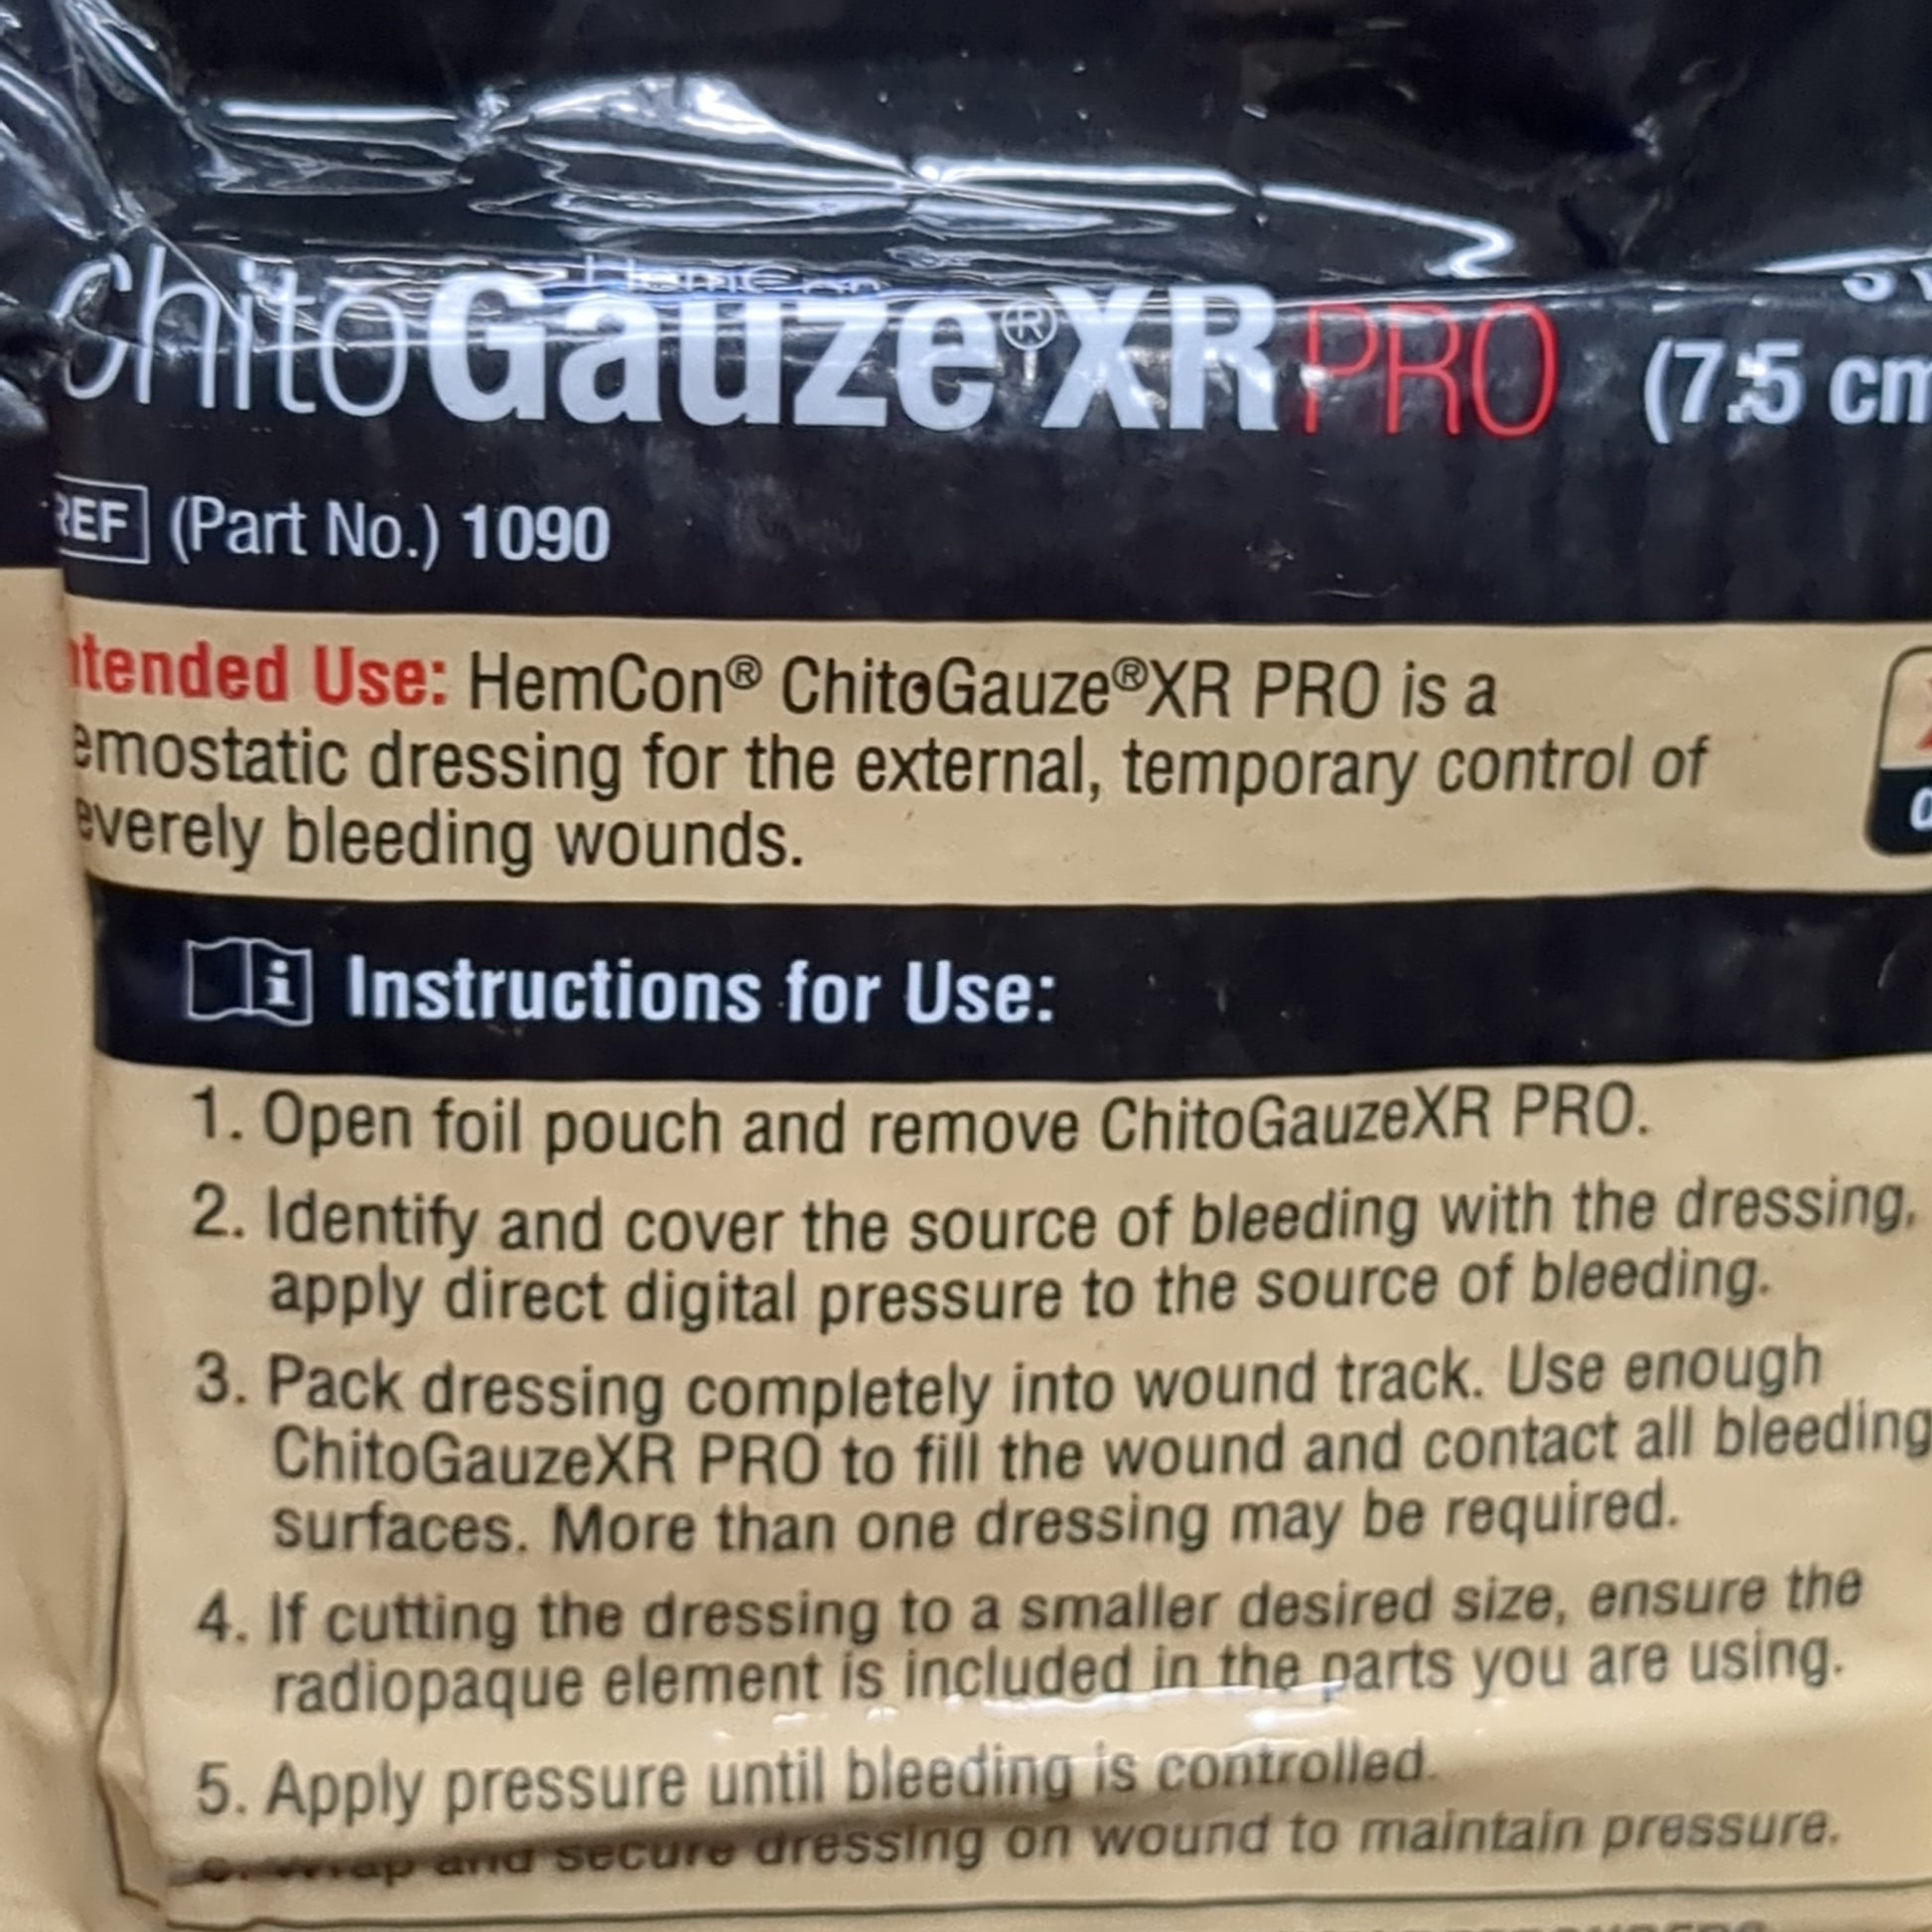 HemCon
ChitoGauze® XR PRO (7.5 cm
REF (Part No.) 1090
ntended Use: HemCon® ChitoGauze®XR PRO is a
emostatic dressing for the external, temporary control of
everely bleeding wounds.
i Instructions for Use:
1. Open foil pouch and remove ChitoGauzeXR PRO.
2. Identify and cover the source of bleeding with the dressing,
apply direct digital pressure to the source of bleeding.
3. Pack dressing completely into wound track. Use enough
ChitoGauzeXR PRO to fill the wound and contact all bleeding
surfaces. More than one dressing may be required.
4. If cutting the dressing to a smaller desired size, ensure the
radiopaque element is included in the parts you are using.
5. Apply pressure until bleeding is controlled.
6. Wrap and secure dressing on wound to maintain pressure.